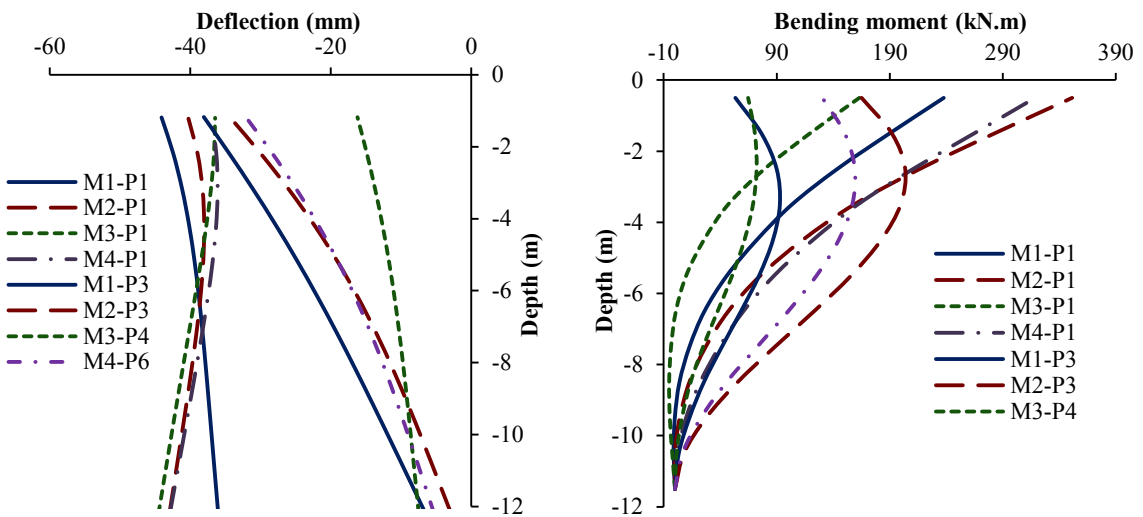 Deflection (mm)
-60 -40 -20 0
0
-2
-4
-6
-8
-10
-12
Depth (m)
M1-P1
M2-P1
M3-P1
M4-P1
M1-P3
M2-P3
M3-P4
M4-P6
Bending moment (kN.m)
-10 90 190 290 390
0
-2
-4
-6
-8
-10
-12
Depth (m)
M1-P1
M2-P1
M3-P1
M4-P1
M1-P3
M2-P3
M3-P4